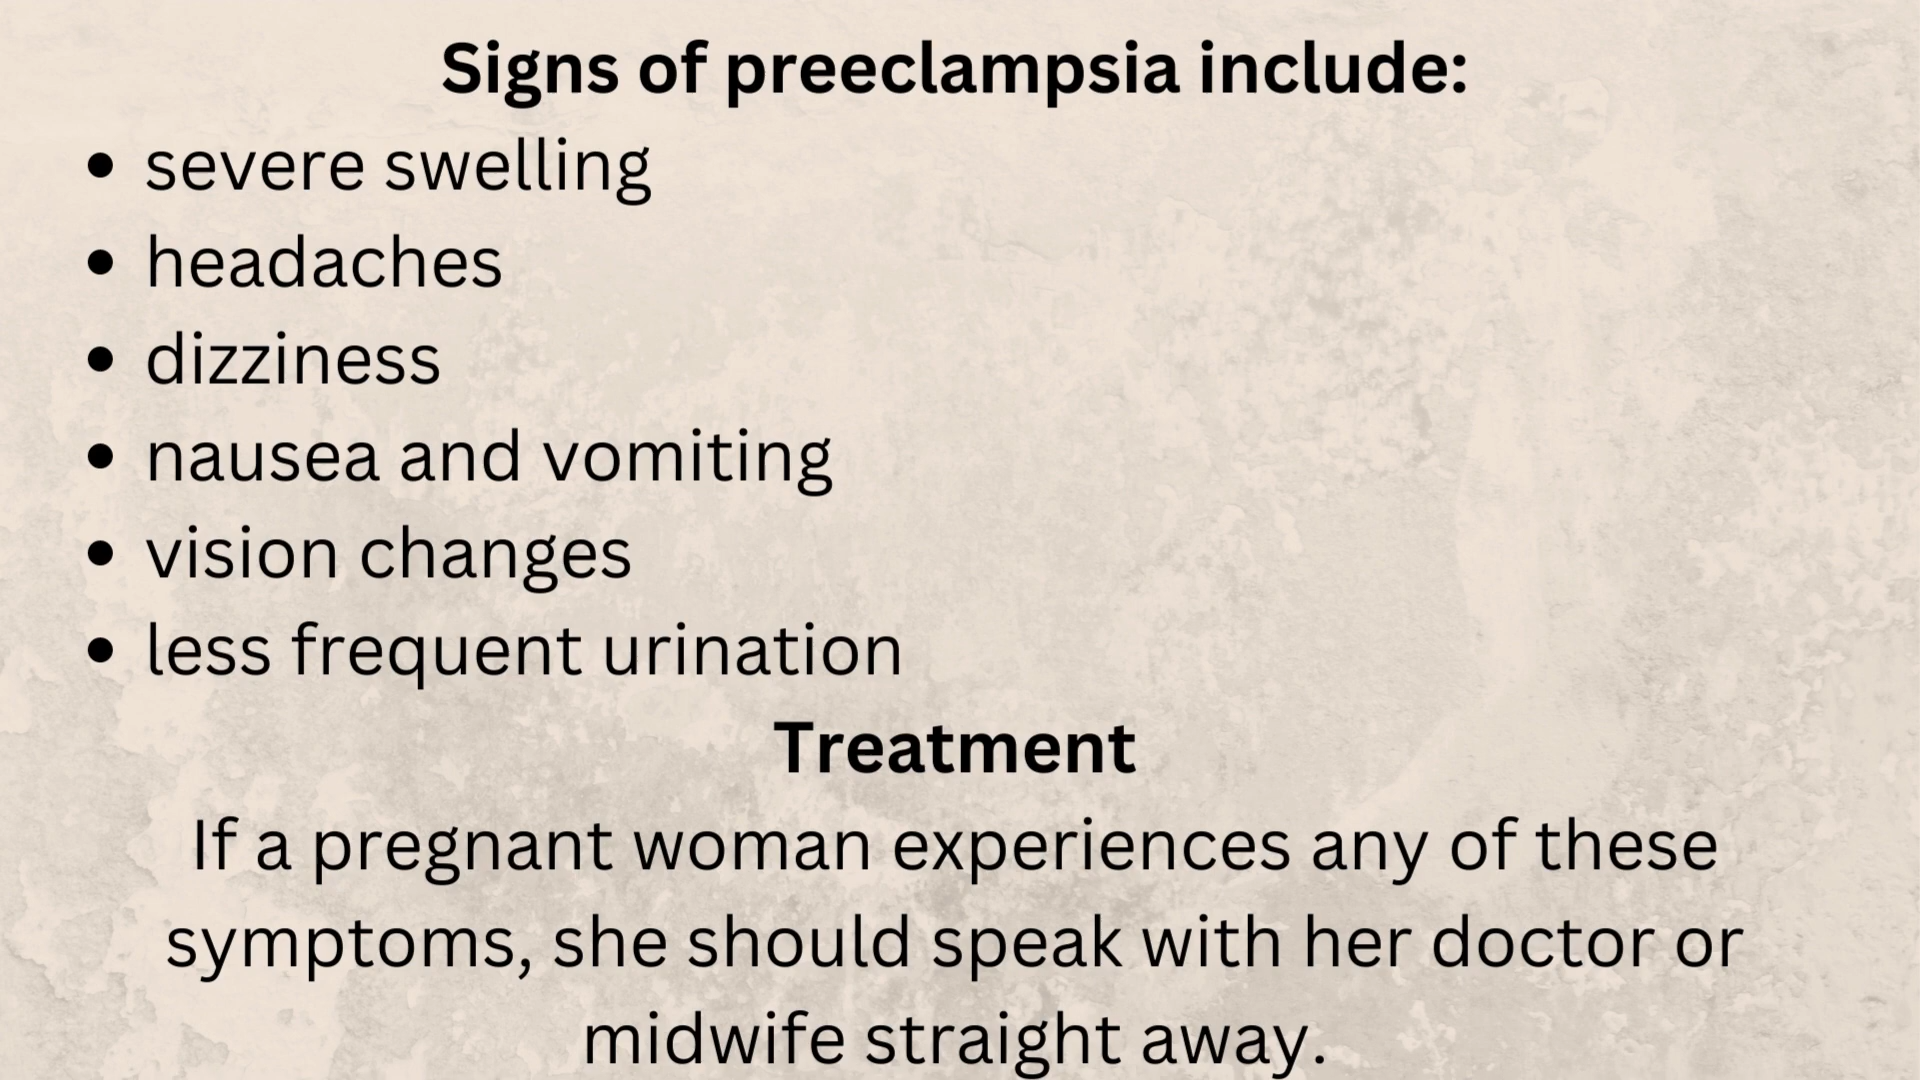 Signs of preeclampsia include:
• severe swelling
• headaches
• dizziness
• nausea and vomiting
• vision changes
• less frequent urination
Treatment
If a pregnant woman experiences any of these
symptoms, she should speak with her doctor or
midwife straight away.